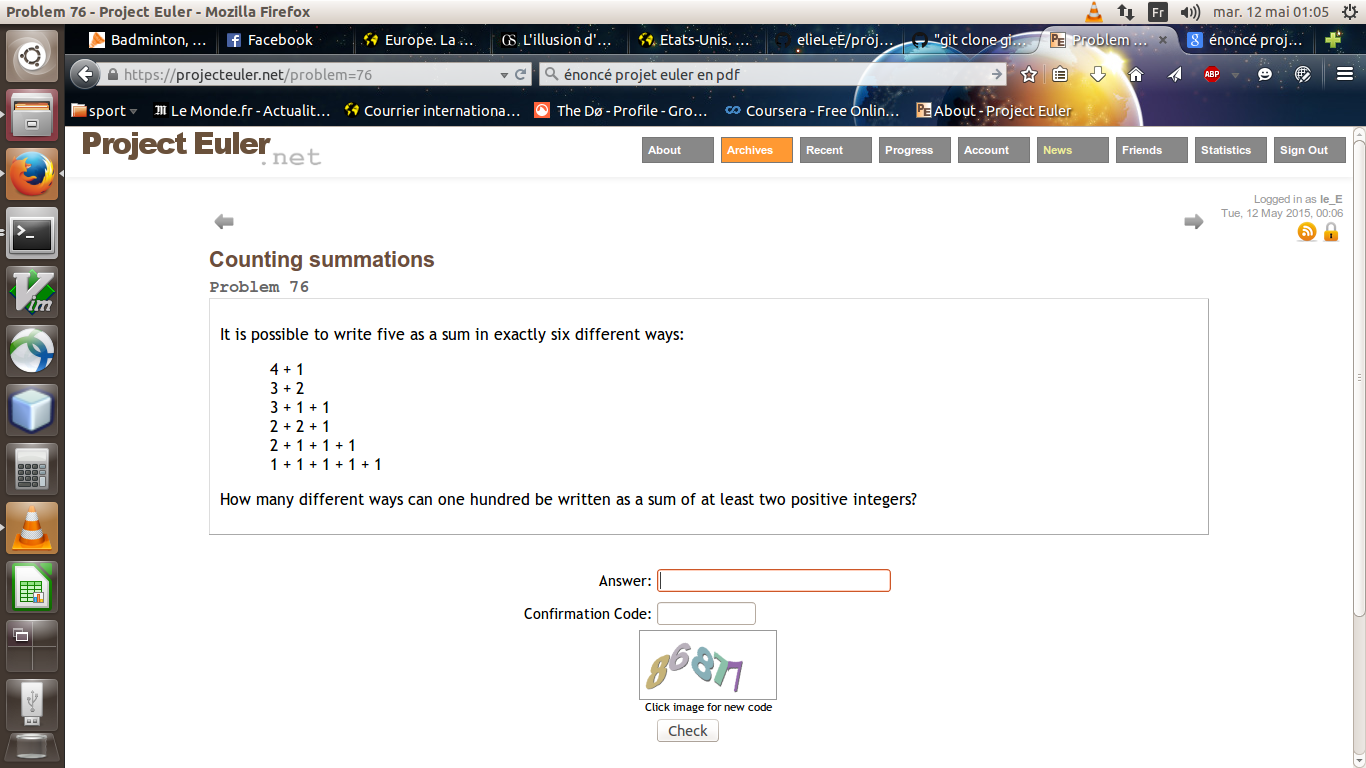 Problem 76 - Project Euler - Mozilla Firefox
Fr
mar. 12 mai 01:05
Badminton, ...
Facebook
Europe. La ...
L'illusion d'...
Etats-Unis. ...
elieLeE/proj...
"git clone gi...
Problem ...
énoncé proj...
https://projecteuler.net/problem=76
énoncé projet euler en pdf
ABP
sport
Le Monde.fr - Actualit...
Courrier internationa...
The Dø - Profile - Gro...
Coursera - Free Onlin...
About - Project Euler
Project Euler.net
About
Archives
Recent
Progress
Account
News
Friends
Statistics
Sign Out
Logged in as le_E
Tue, 12 May 2015, 00:06
Counting summations
Problem 76
It is possible to write five as a sum in exactly six different ways:
4 + 1
3 + 2
3 + 1 + 1
2 + 2 + 1
2 + 1 + 1 + 1
1 + 1 + 1 + 1 + 1
How many different ways can one hundred be written as a sum of at least two positive integers?
Answer:
Confirmation Code:
86877
Click image for new code
Check